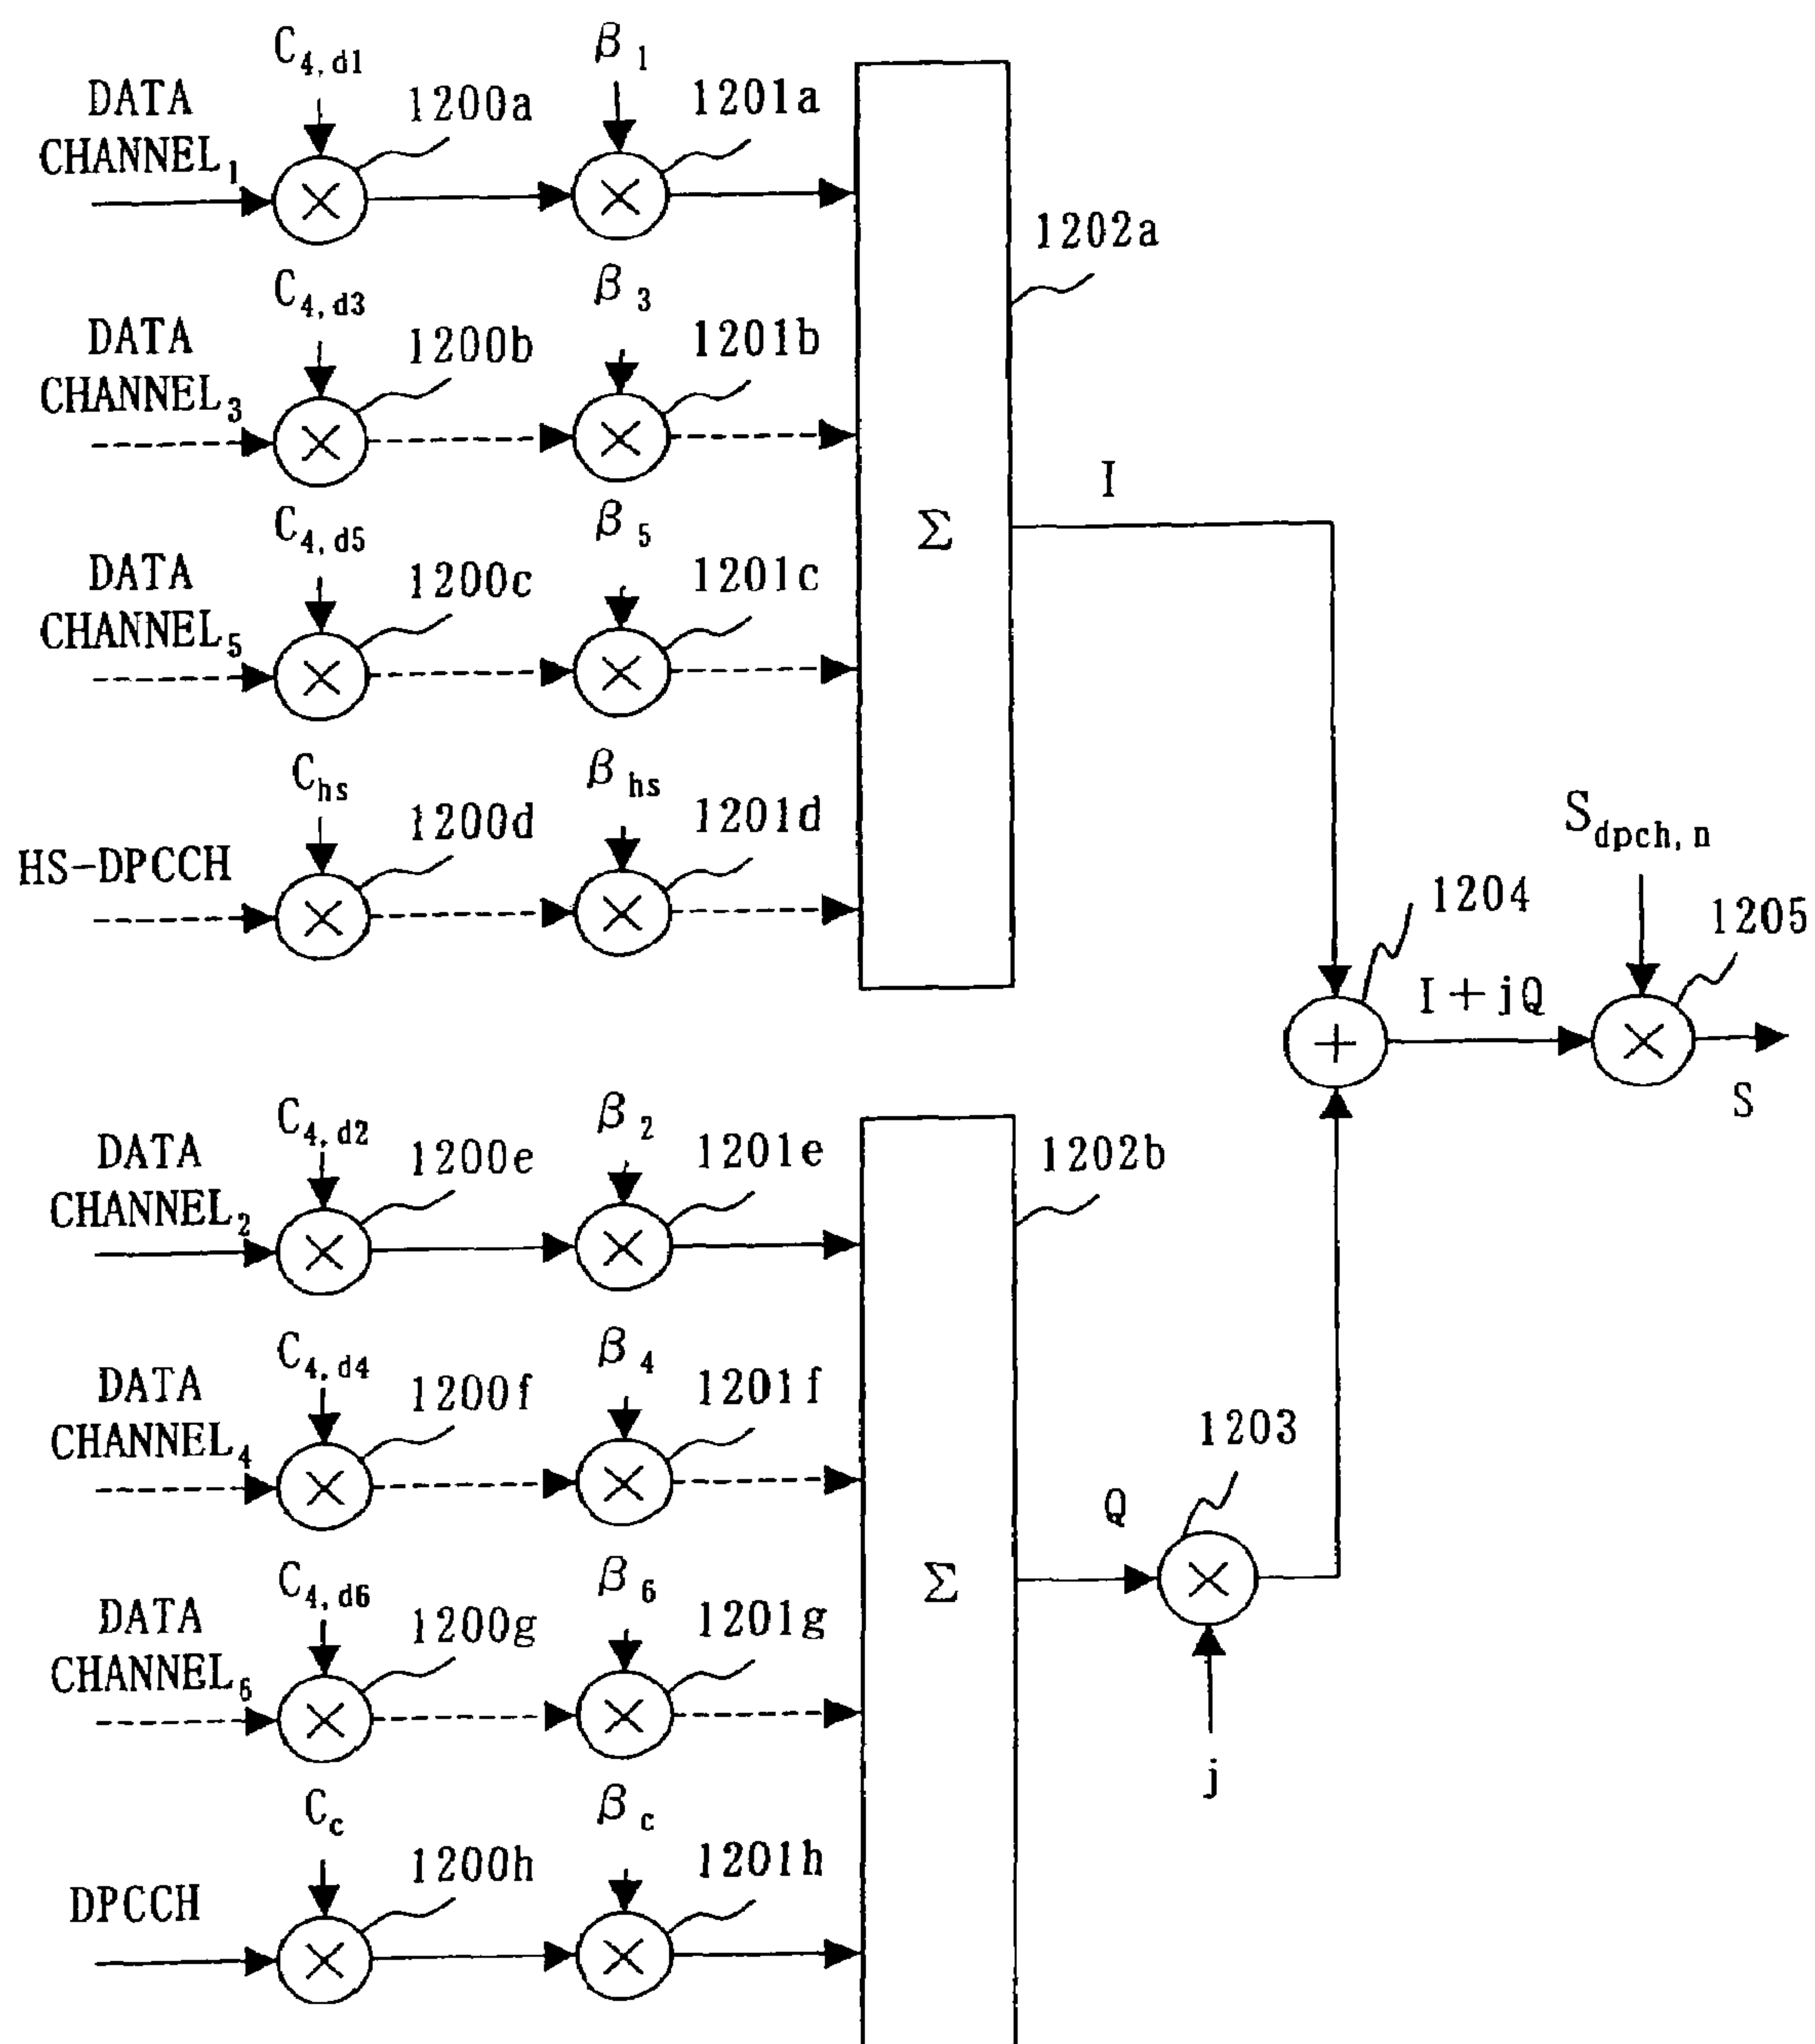 C4,d1
β1
DATA
CHANNEL1
1200a
1201a
1202a
C4,d3
β3
DATA
CHANNEL3
1200b
1201b
C4,d5
β5
DATA
CHANNEL5
1200c
1201c
Σ
I
Chs
βhs
HS-DPCCH
1200d
1201d
Sdpch,n
1204
1205
I+jQ
S
C4,d2
β2
DATA
CHANNEL2
1200e
1201e
1202b
C4,d4
β4
DATA
CHANNEL4
1200f
1201f
1203
C4,d6
β6
DATA
CHANNEL6
1200g
1201g
Σ
Q
j
Cc
βc
DPCCH
1200h
1201h